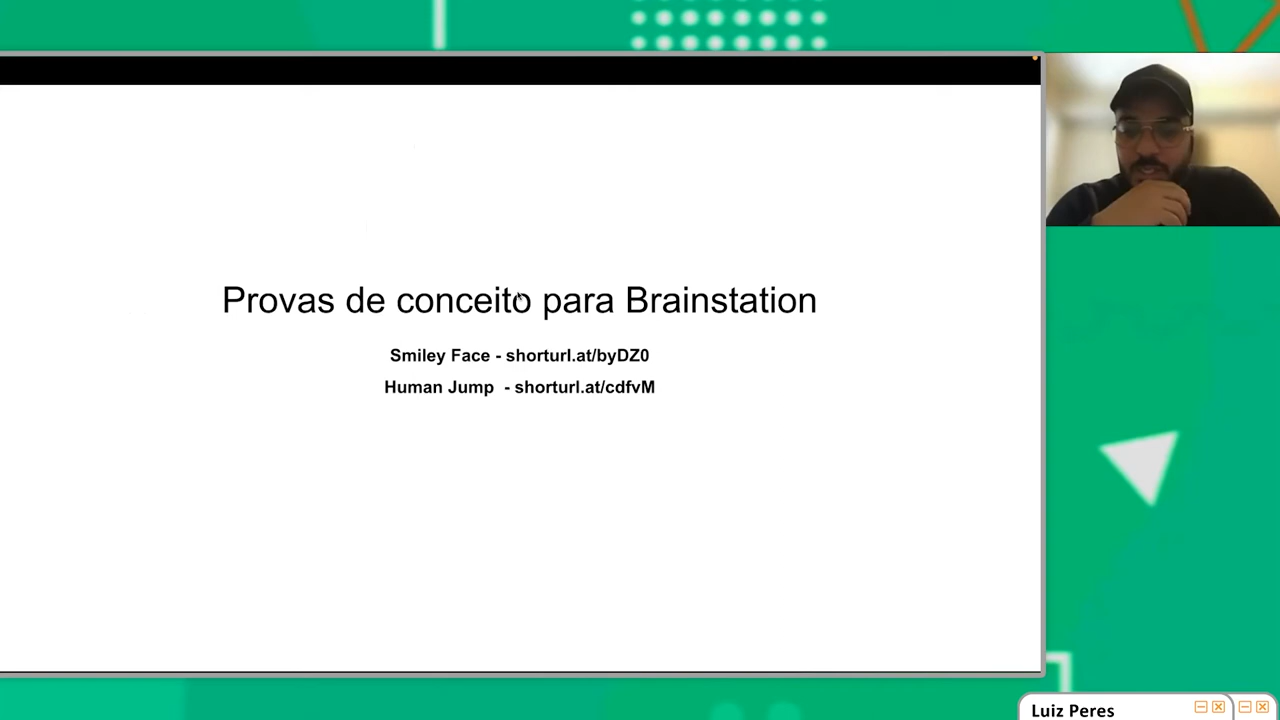 Provas de conceito para Brainstation
Smiley Face - shorturl.at/byDZ0
Human Jump - shorturl.at/cdfvM
Luiz Peres